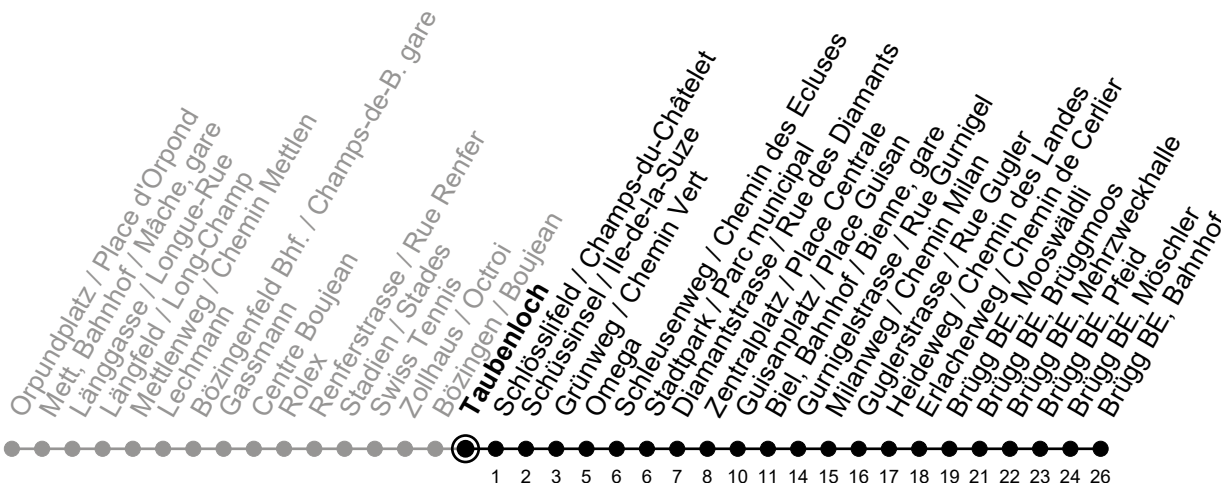 Orpundplatz / Place d'Orpond
Mett, Bahnhof / Mâche, gare
Länggasse / Longue-Rue
Längfeld / Long-Champ
Mettlenweg / Chemin Mettlen
Lechmann
Bözingenfeld Bhf. / Champs-de-B. gare
Gassmann
Centre Boujean
Rolex
Renferstrasse / Rue Renfer
Stadien / Stades
Swiss Tennis
Zollhaus / Octroi
Bözingen / Boujean
Taubenloch
Schlösslifeld / Champs-du-Châtelet
Schüssinsel / Ile-de-la-Suze
Grünweg / Chemin Vert
Omega
Schleusenweg / Chemin des Ecluses
Stadtpark / Parc municipal
Diamantstrasse / Rue des Diamants
Zentralplatz / Place Centrale
Guisanplatz / Place Guisan
Biel, Bahnhof / Bienne, gare
Gurnigelstrasse / Rue Gurnigel
Milanweg / Chemin Milan
Guglerstrasse / Rue Gugler
Heideweg / Chemin des Landes
Erlachenweg / Chemin de Cerlier
Brügg BE, Mooswäldli
Brügg BE, Brüggmoos
Brügg BE, Mehrzweckhalle
Brügg BE, Pfeid
Brügg BE, Möschler
Brügg BE, Bahnhof
1 2 3 5 6 6 7 8 10 11 14 15 16 17 18 19 21 22 23 24 26